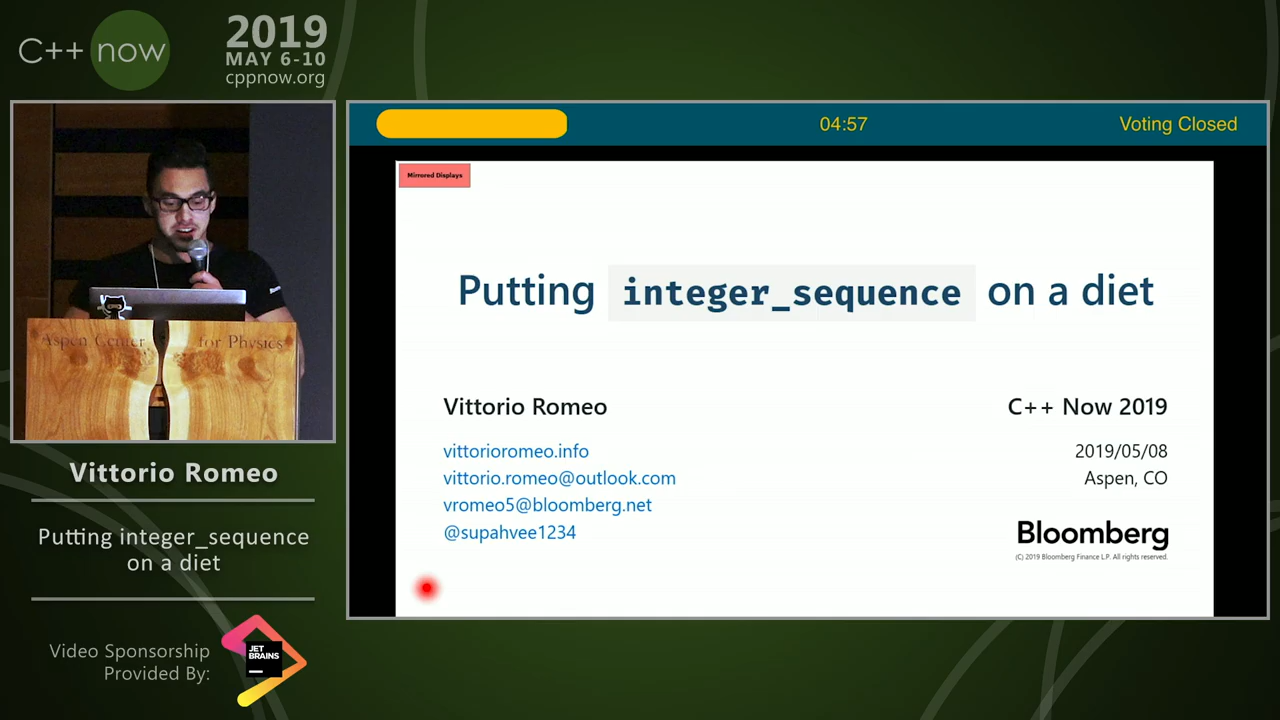 C++ now
2019
MAY 6-10
cppnow.org
04:57
Voting Closed
Mirrored Displays
Putting integer_sequence on a diet
Vittorio Romeo
C++ Now 2019
vittorioromeo.info
2019/05/08
vittorio.romeo@outlook.com
Aspen, CO
vromeo5@bloomberg.net
@supahvee1234
Bloomberg
(C) 2019 Bloomberg Finance L.P. All rights reserved.
Aspen Center for Physics
Vittorio Romeo
Putting integer_sequence
on a diet
Video Sponsorship
Provided By:
JET
BRAINS